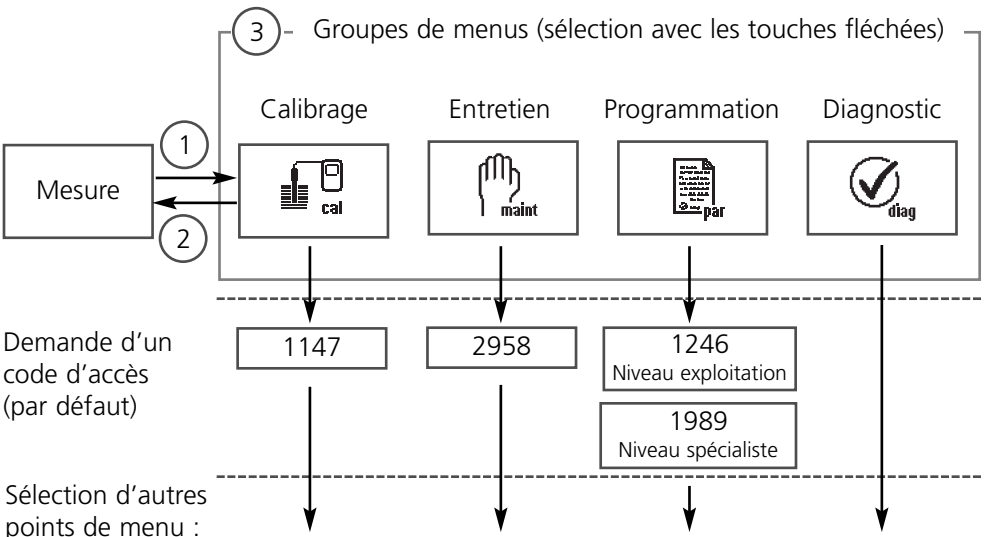 3
Groupes de menus (sélection avec les touches fléchées)
Calibrage
Entretien
Programmation
Diagnostic
1
Mesure
2
cal
maint
par
diag
Demande d'un
code d'accès
(par défaut)
1147
2958
1246
Niveau exploitation
1989
Niveau spécialiste
Sélection d'autres
points de menu :